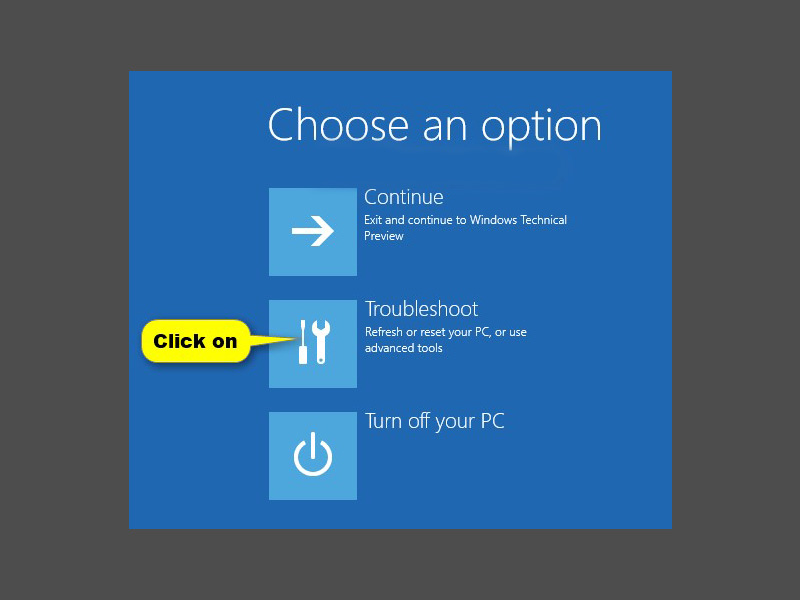 Choose an option
Continue
Exit and continue to Windows Technical
Preview
Troubleshoot
Refresh or reset your PC, or use
advanced tools
Click on
Turn off your PC